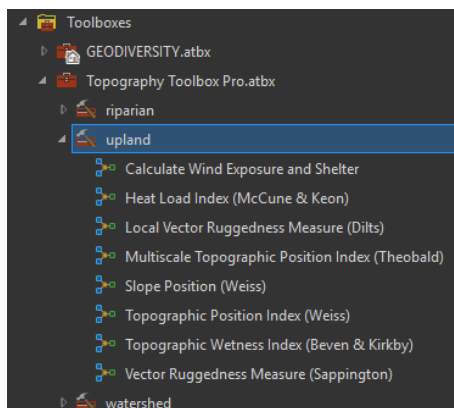 Toolboxes
GEODIVERSITY.atbx
Topography Toolbox Pro.atbx
riparian
upland
Calculate Wind Exposure and Shelter
Heat Load Index (McCune & Keon)
Local Vector Ruggedness Measure (Dilts)
Multiscale Topographic Position Index (Theobald)
Slope Position (Weiss)
Topographic Position Index (Weiss)
Topographic Wetness Index (Beven & Kirkby)
Vector Ruggedness Measure (Sappington)
watershed